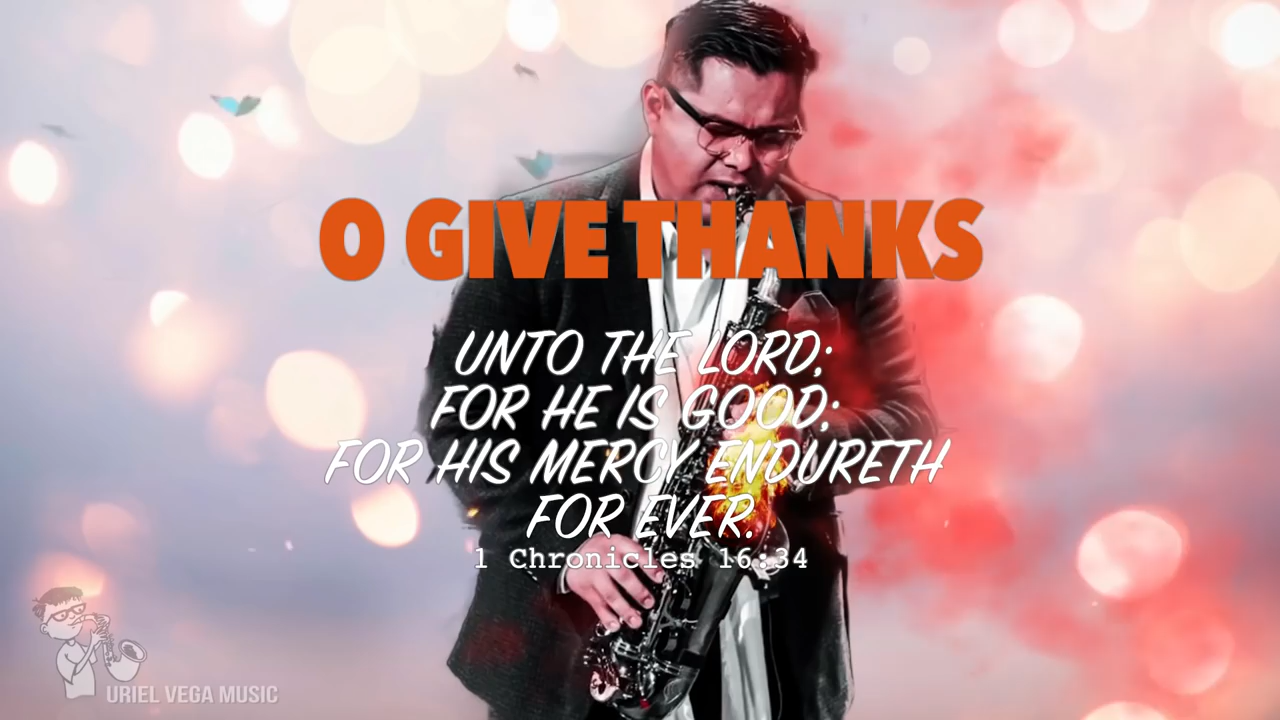 O GIVE THANKS
UNTO THE LORD;
FOR HE IS GOOD;
FOR HIS MERCY ENDURETH
FOR EVER.
1 Chronicles 16:34
URIEL VEGA MUSIC